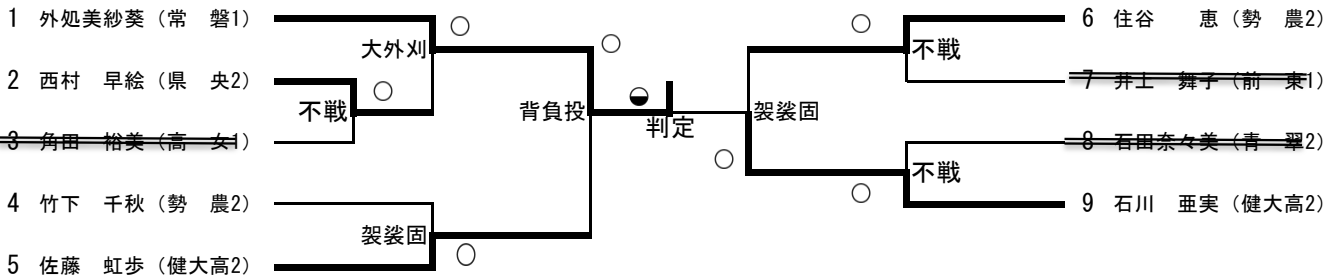 1 外処美紗葵（常 磐1）
2 西村 早絵（県 央2）
3 角田 裕美（高 女1）
4 竹下 千秋（勢 農2）
5 佐藤 虹歩（健大高2）
大外刈
不戦
袈裟固
背負投
判定
袈裟固
不戦
不戦
6 住谷 恵（勢 農2）
7 井上 舞子（前 東1）
8 石田奈々美（青 翠2）
9 石川 亜実（健大高2）